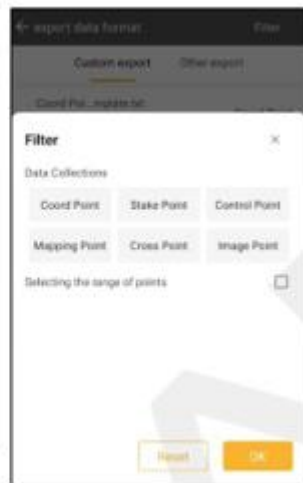 ← export data format Filter
Custom export Other export
Filter ×
Data Collections
Coord Point Stake Point Control Point
Mapping Point Cross Point Image Point
Selecting the range of points
Reset OK